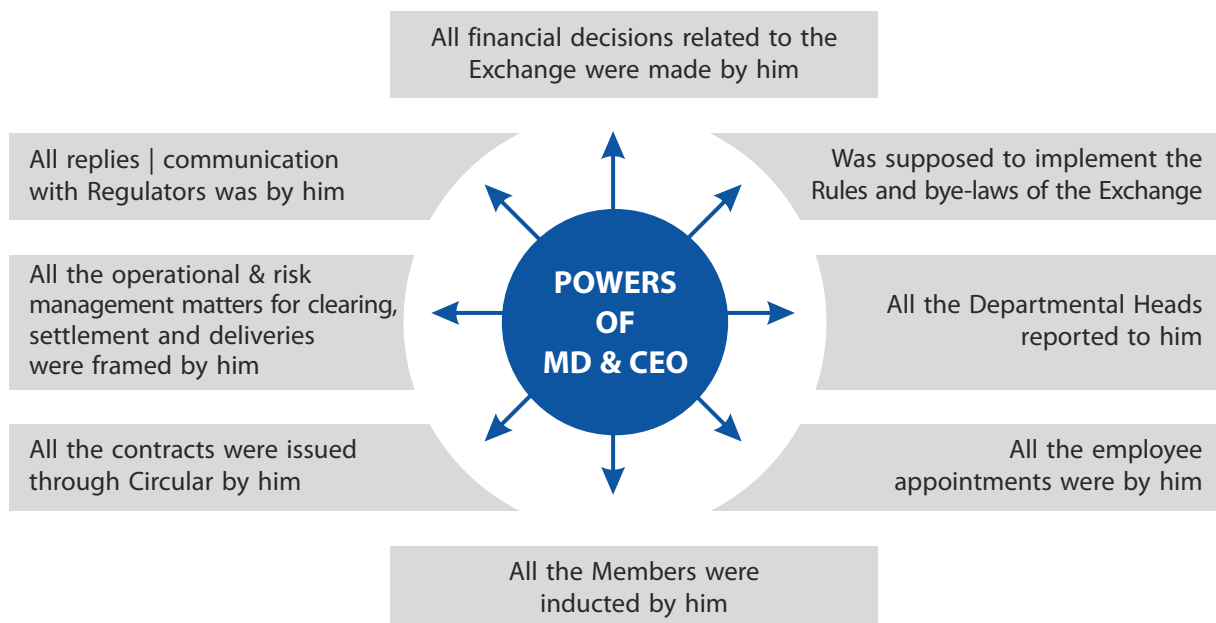 All financial decisions related to the
Exchange were made by him
All replies | communication
with Regulators was by him
Was supposed to implement the
Rules and bye-laws of the Exchange
All the operational & risk
management matters for clearing,
settlement and deliveries
were framed by him
POWERS
OF
MD & CEO
All the Departmental Heads
reported to him
All the contracts were issued
through Circular by him
All the employee
appointments were by him
All the Members were
inducted by him